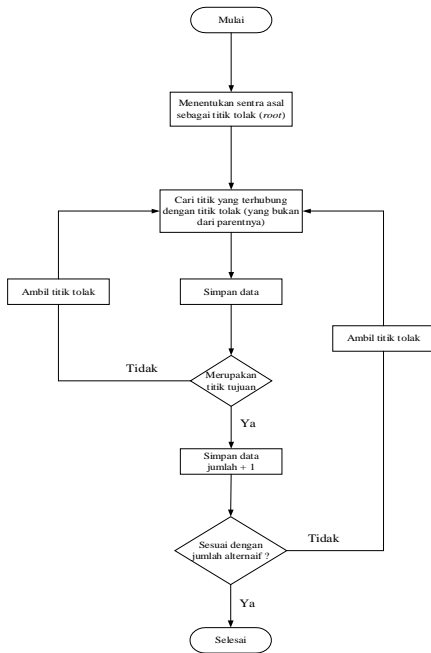 Mulai
Menentukan sentra asal
sebagai titik tolak (root)
Cari titik yang terhubung
dengan titik tolak (yang bukan
dari parentnya)
Ambil titik tolak
Simpan data
Ambil titik tolak
Tidak
Merupakan
titik tujuan
Ya
Simpan data
jumlah + 1
Sesuai dengan
jumlah alternaif ?
Tidak
Ya
Selesai